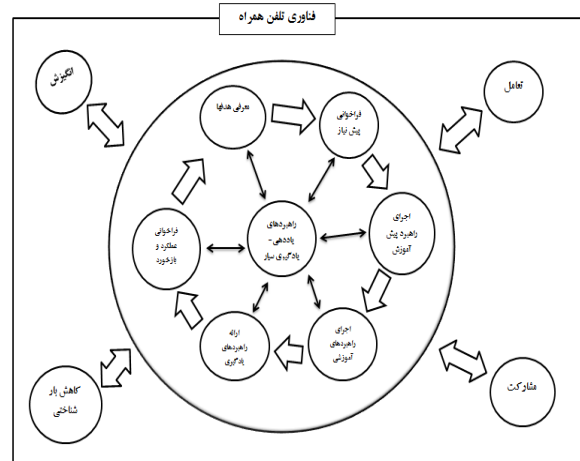 فناوری تلفن همراه
انگیزش
تعامل
معرفی هدفها
فراخوانی
پیش نیاز
اجرای
راهبرد پیش
آموزش
اجرای
راهبردهای
آموزشی
ارائه
راهبردهای
یادگیری
فراخوانی
عملکرد و
بازخورد
راهبردهای
یاددهی-
یادگیری سیار
کاهش بار
شناختی
مشارکت